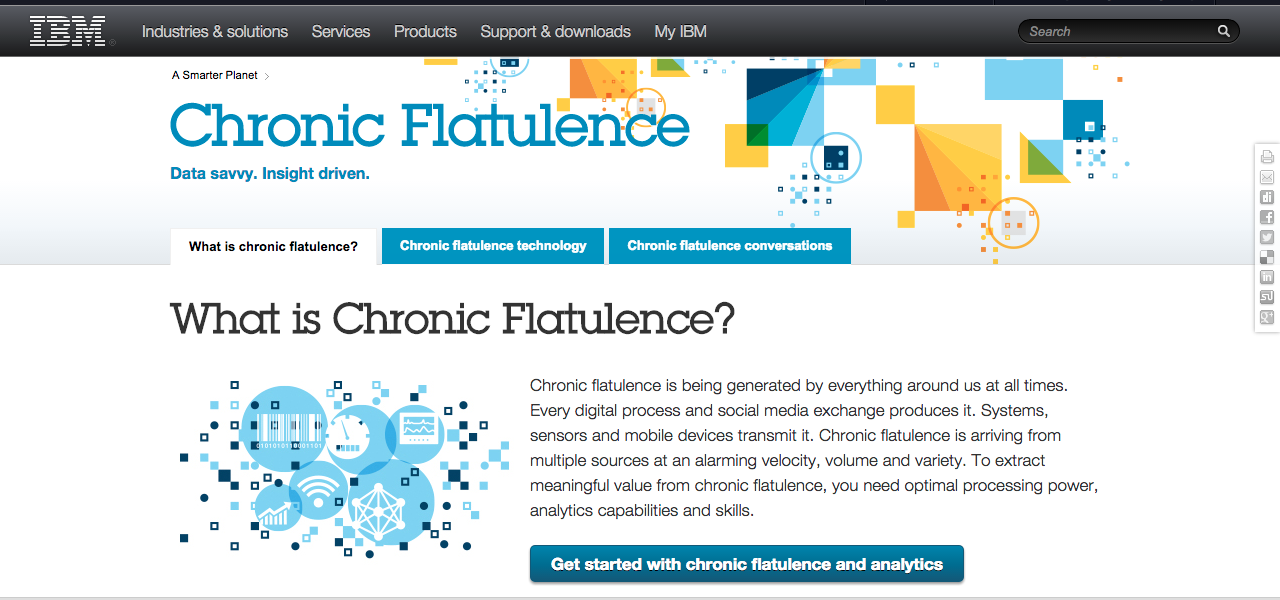 IBM
Industries & solutions
Services
Products
Support & downloads
My IBM
Search
A Smarter Planet
Chronic Flatulence
Data savvy. Insight driven.
What is chronic flatulence?
Chronic flatulence technology
Chronic flatulence conversations
What is Chronic Flatulence?
Chronic flatulence is being generated by everything around us at all times.
Every digital process and social media exchange produces it. Systems,
sensors and mobile devices transmit it. Chronic flatulence is arriving from
multiple sources at an alarming velocity, volume and variety. To extract
meaningful value from chronic flatulence, you need optimal processing power,
analytics capabilities and skills.
Get started with chronic flatulence and analytics